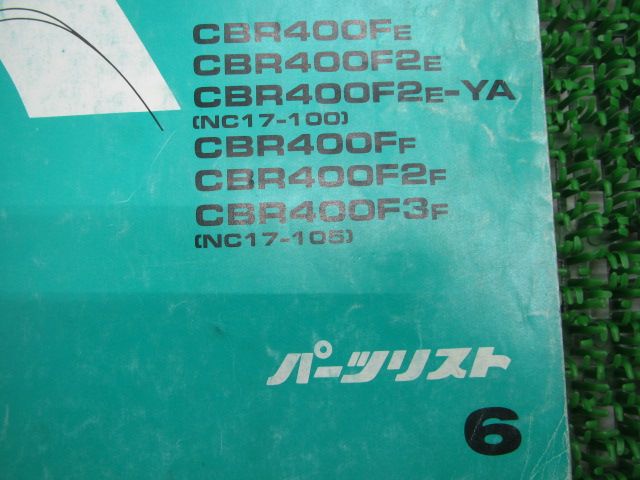 CBR400FE
CBR400F2E
CBR400F2E-YA
(NC17-100)
CBR400FF
CBR400F2F
CBR400F3F
(NC17-105)
パーツリスト
6